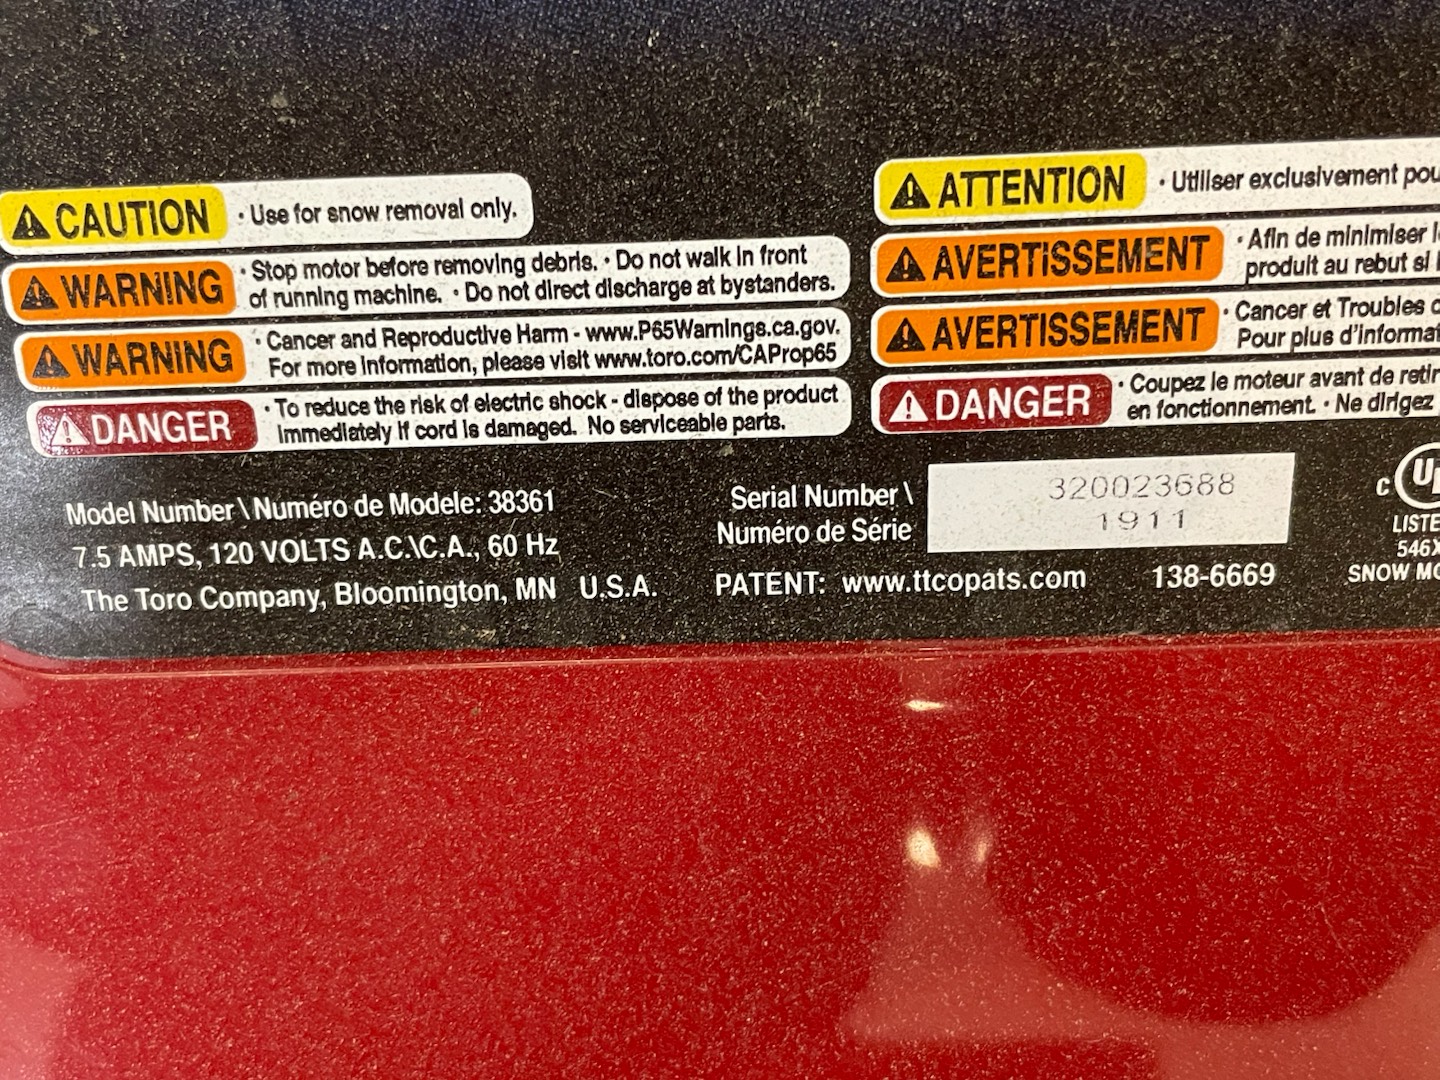 CAUTION · Use for snow removal only.
WARNING · Stop motor before removing debris. · Do not walk in front
of running machine. · Do not direct discharge at bystanders.
WARNING · Cancer and Reproductive Harm - www.P65Warnings.ca.gov.
For more information, please visit www.toro.com/CAProp65
DANGER · To reduce the risk of electric shock - dispose of the product
immediately if cord is damaged. No serviceable parts.
Model Number \ Numéro de Modele: 38361
7.5 AMPS, 120 VOLTS A.C.\C.A., 60 Hz
The Toro Company, Bloomington, MN U.S.A.
ATTENTION · Utiliser exclusivement
AVERTISSEMENT · Afin de minimiser
produit au rebut si
AVERTISSEMENT · Cancer et Troubles
Pour plus
DANGER · Coupez le moteur avant de
en fonctionnement. · Ne dirigez
Serial Number \
Numéro de Série
320023688
1911
PATENT: www.ttcopats.com 138-6669
C
SNOW